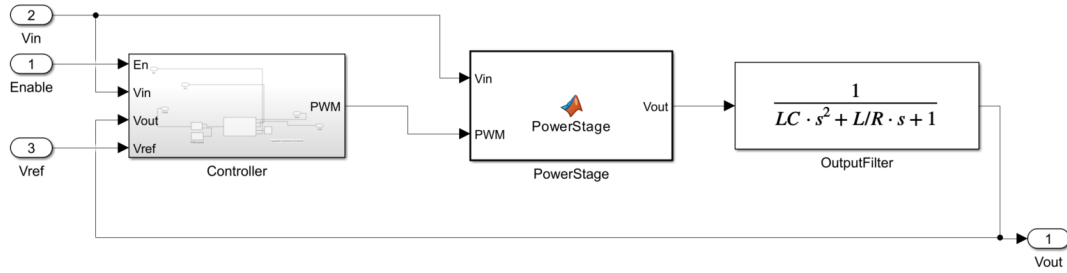 2
Vin
1
Enable
3
Vref
En
Vin
Vout
Vref
PWM
Controller
Vin
PWM
PowerStage
Vout
PowerStage
1
LC · s² + L/R · s + 1
OutputFilter
1
Vout